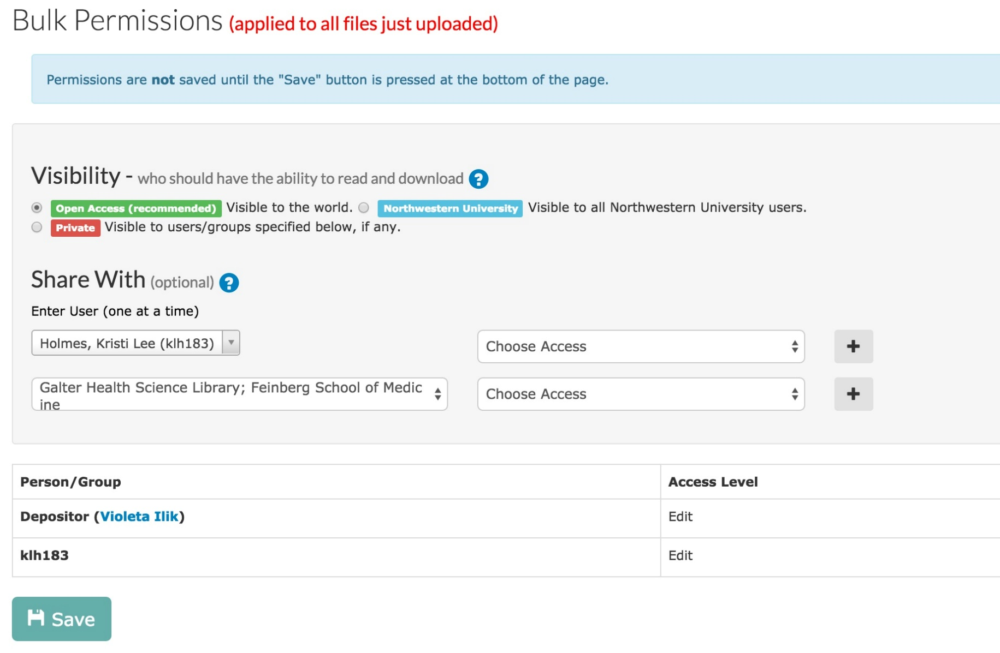 Bulk Permissions (applied to all files just uploaded)
Permissions are not saved until the "Save" button is pressed at the bottom of the page.
Visibility - who should have the ability to read and download ?
Open Access (recommended) Visible to the world. Northwestern University Visible to all Northwestern University users.
Private Visible to users/groups specified below, if any.
Share With (optional) ?
Enter User (one at a time)
Holmes, Kristi Lee (klh183) Choose Access +
Galter Health Science Library; Feinberg School of Medic
ine Choose Access +
Person/Group Access Level
Depositor (Violeta Ilik) Edit
klh183 Edit
Save